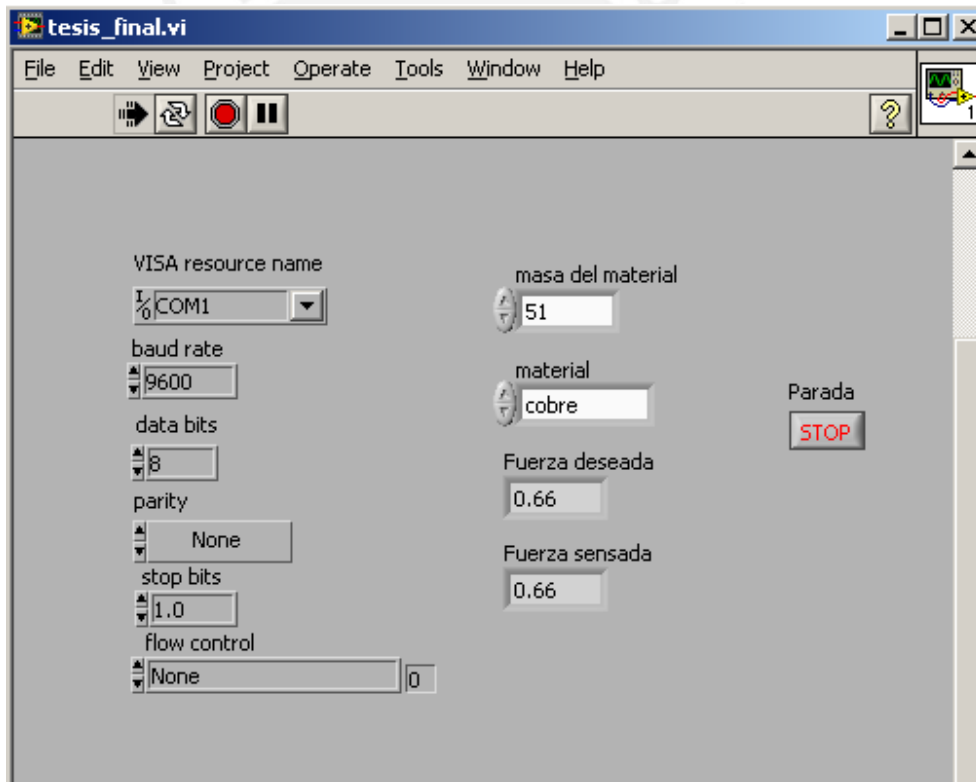 tesis_final.vi
File Edit View Project Operate Tools Window Help
?
1
VISA resource name
I/O COM1
baud rate
9600
data bits
8
parity
None
stop bits
1.0
flow control
None 0
masa del material
51
material
cobre
Fuerza deseada
0.66
Fuerza sensada
0.66
Parada
STOP